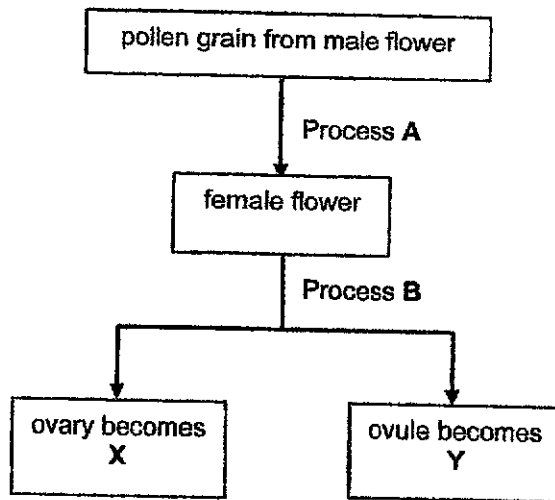 pollen grain from male flower
Process A
female flower
Process B
ovary becomes
X
ovule becomes
Y